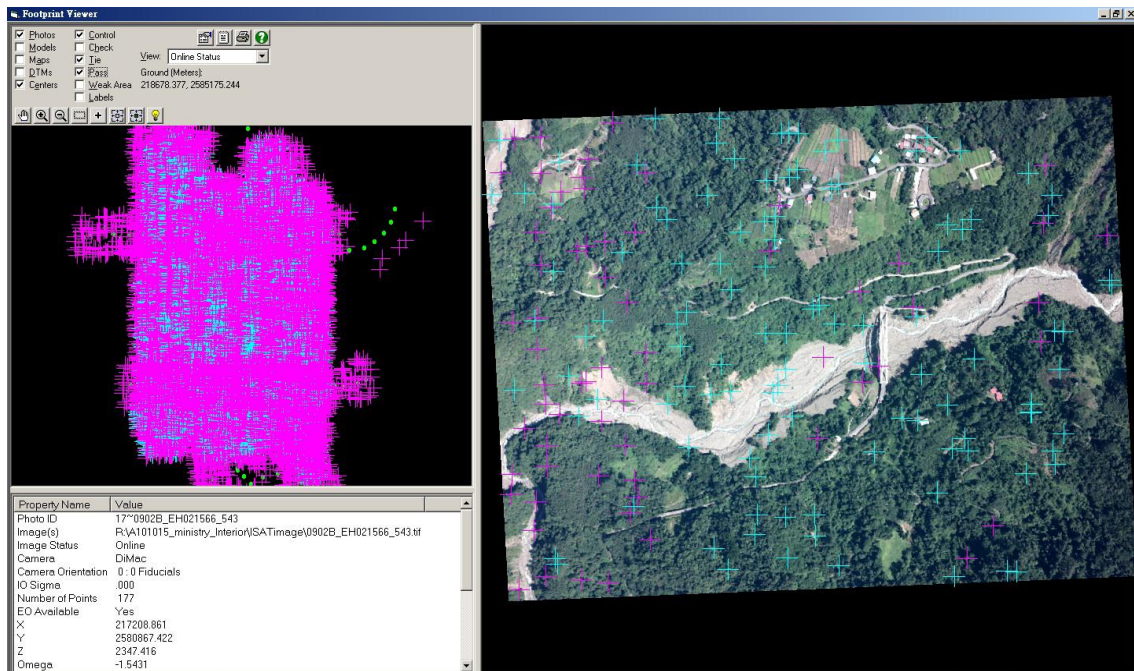 Footprint Viewer
Photos Control
Models Check
Maps Tie View: Online Status
DTMs Pass Ground (Meters):
Centers Weak Area 218678.377, 2585175.244
Labels
Property Name Value
Photo ID 17~0902B_EH021566_543
Image(s) R:\A101015_ministry_Interior\ISATimage\0902B_EH021566_543.tif
Image Status Online
Camera DiMac
Camera Orientation 0 : 0 Fiducials
IO Sigma .000
Number of Points 177
EO Available Yes
X 217208.861
Y 2580867.422
Z 2347.416
Omega -1.5431